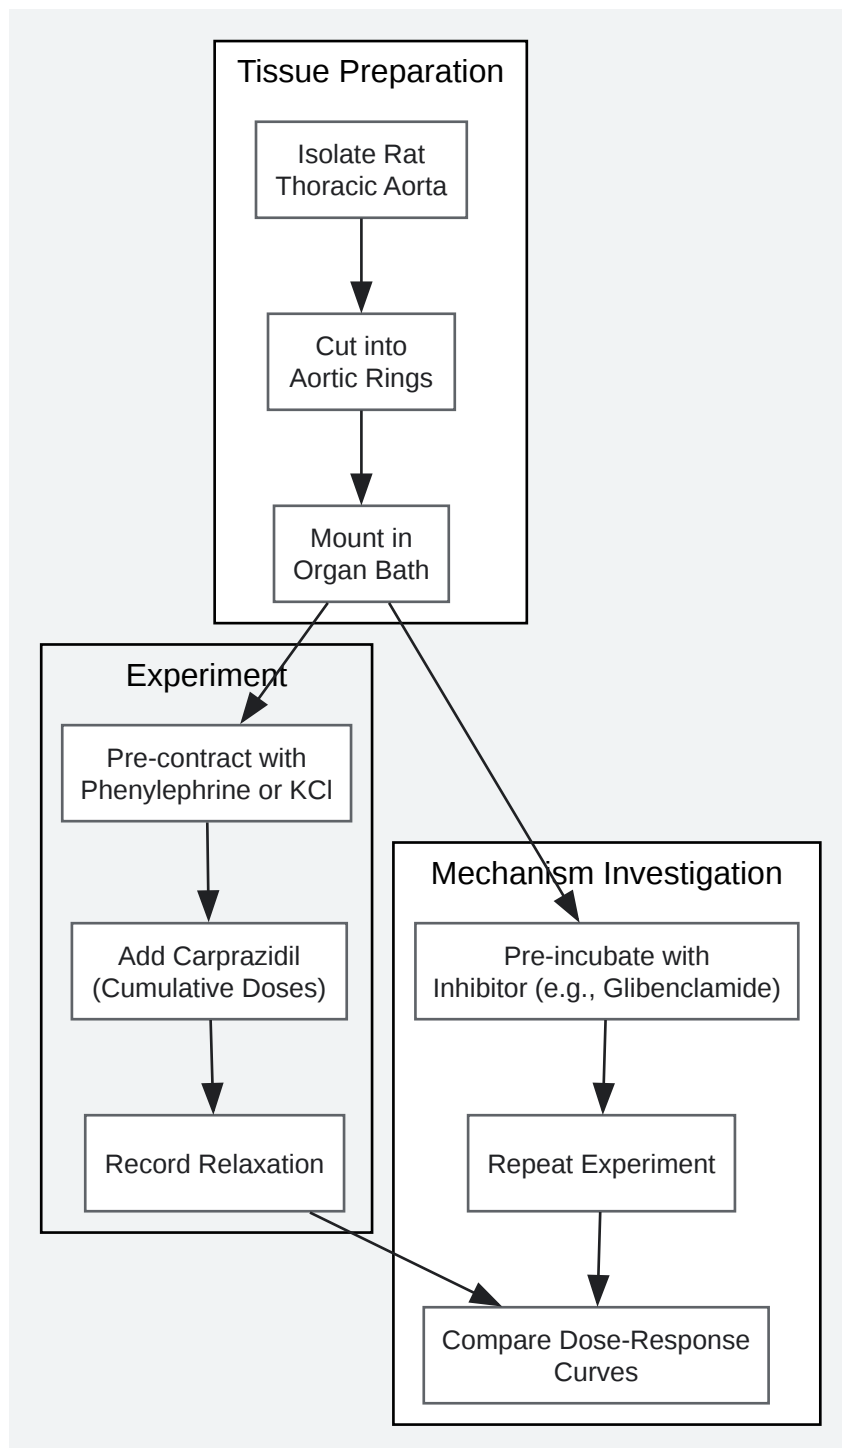 Tissue Preparation
Isolate Rat
Thoracic Aorta
Cut into
Aortic Rings
Mount in
Organ Bath
Experiment
Pre-contract with
Phenylephrine or KCl
Add Carprazidil
(Cumulative Doses)
Record Relaxation
Mechanism Investigation
Pre-incubate with
Inhibitor (e.g., Glibenclamide)
Repeat Experiment
Compare Dose-Response
Curves